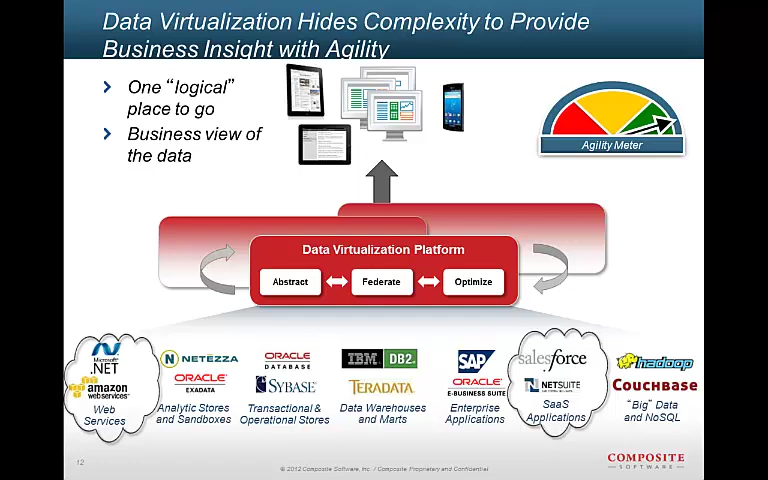 Data Virtualization Hides Complexity to Provide
Business Insight with Agility
One “logical”
place to go
Business view of
the data
Agility Meter
Data Virtualization Platform
Abstract
Federate
Optimize
Microsoft
.NET
amazon
webservices™
Web
Services
NETEZZA
ORACLE
EXADATA
Analytic Stores
and Sandboxes
ORACLE
DATABASE
SYBASE
Transactional &
Operational Stores
IBM DB2.
TERADATA
Data Warehouses
and Marts
SAP
ORACLE
E-BUSINESS SUITE
Enterprise
Applications
salesforce
NETSUITE
SaaS
Applications
hadoop
COUCHBASE
“Big” Data
and NoSQL
12
© 2012 Composite Software, Inc. / Composite Proprietary and Confidential
COMPOSITE
SOFTWARE